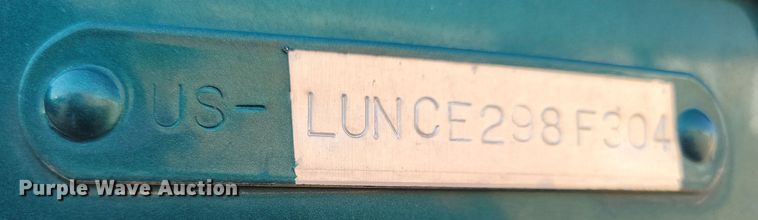 US-LUNCE298F304
Purple Wave Auction